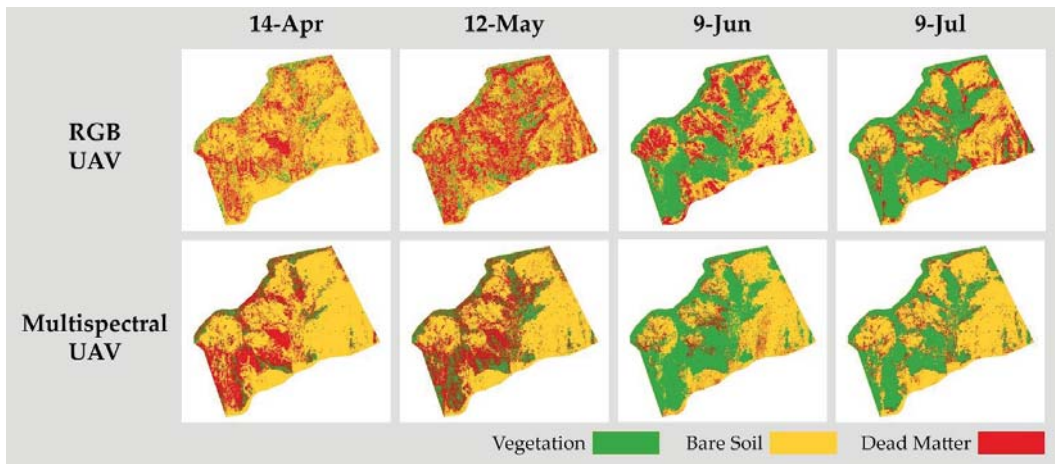 14-Apr 12-May 9-Jun 9-Jul
RGB
UAV
Multispectral
UAV
Vegetation Bare Soil Dead Matter